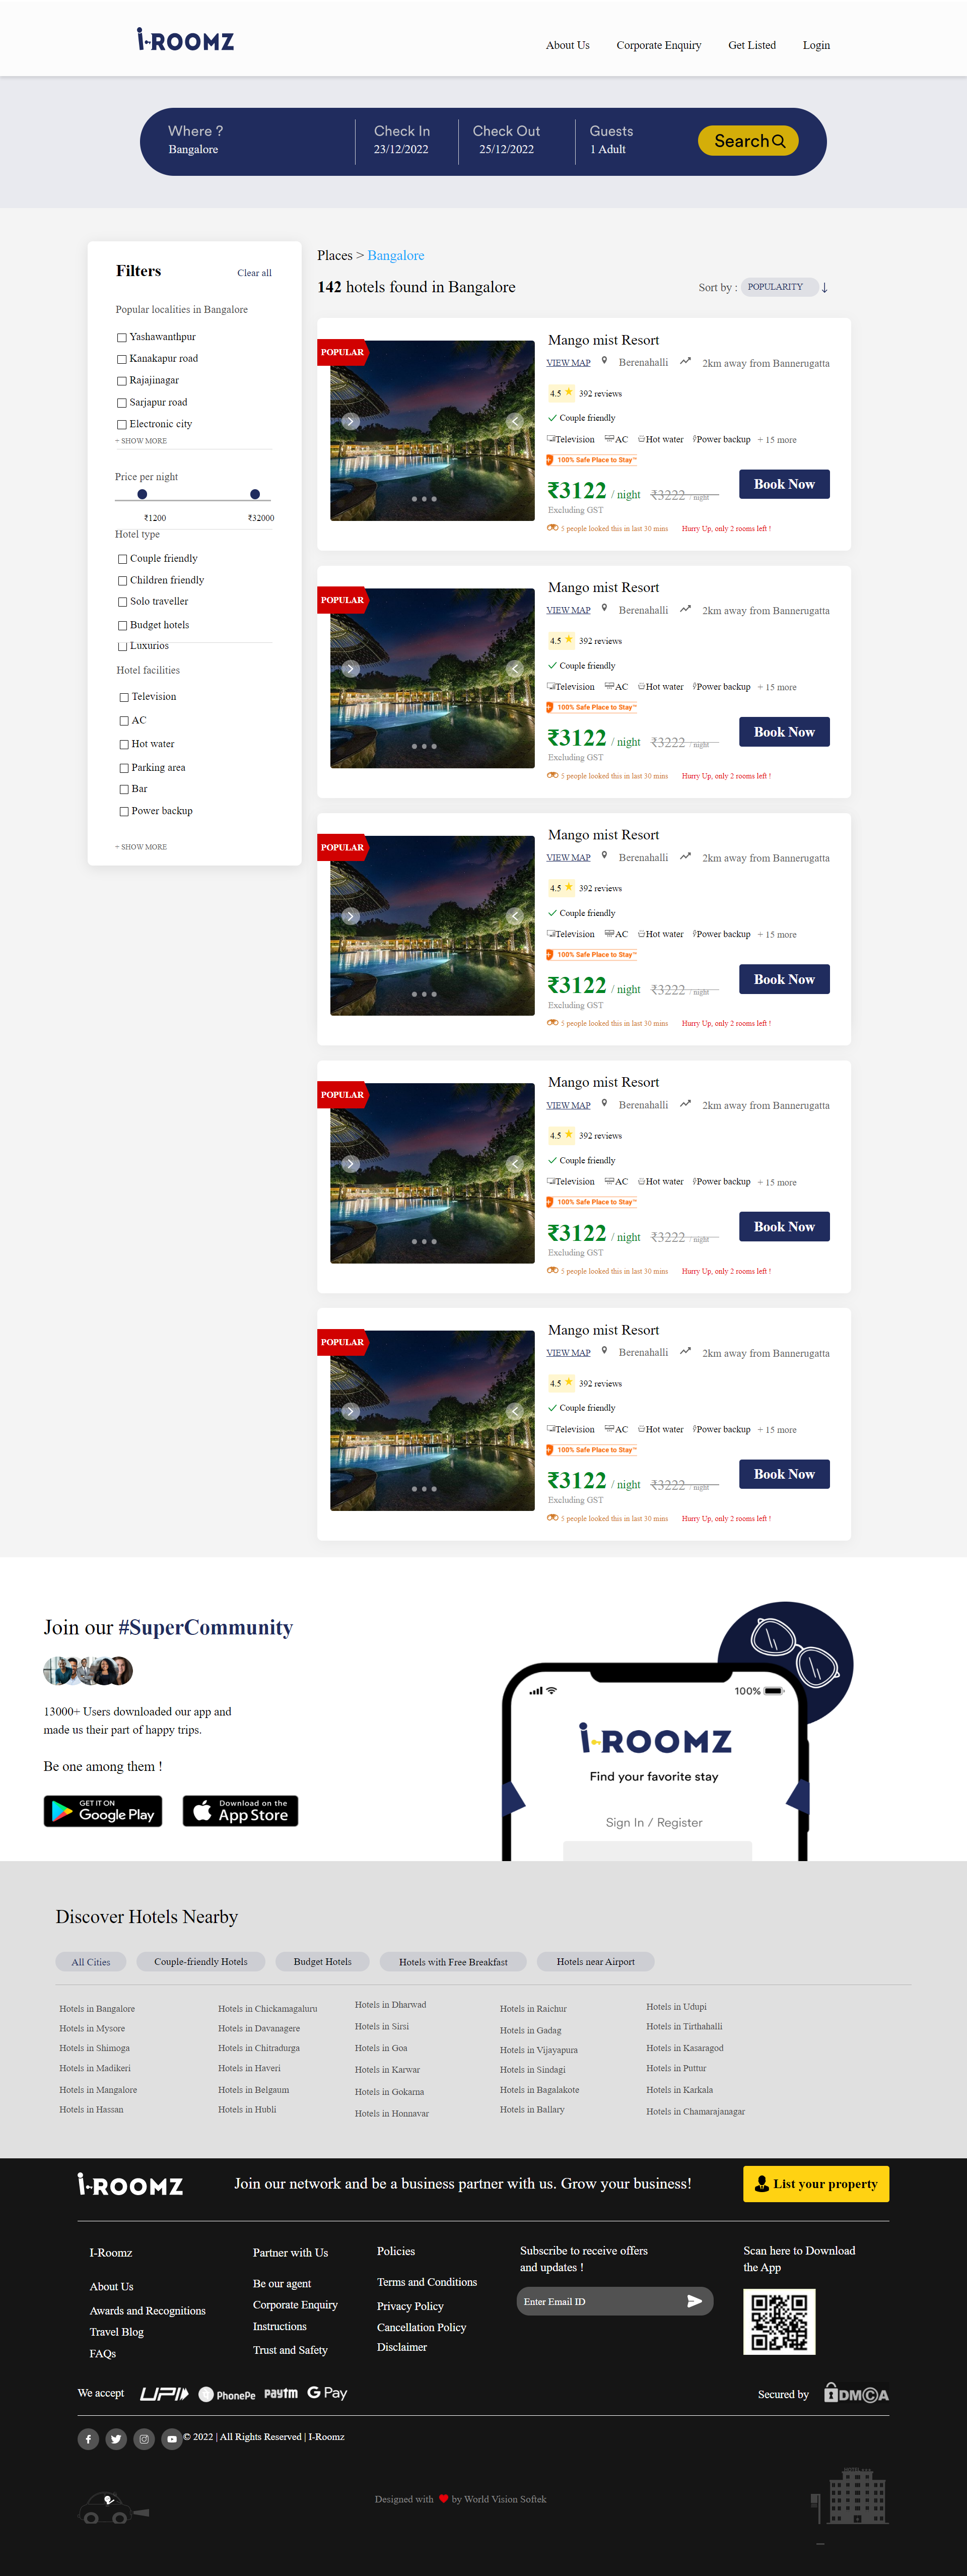 i-ROOMZ
About Us Corporate Enquiry Get Listed Login
Where ? Check In Check Out Guests
Bangalore 23/12/2022 25/12/2022 1 Adult
Search
Filters Clear all
Popular localities in Bangalore
Yashawanthpur
Kanakapur road
Rajajinagar
Sarjapur road
Electronic city
+ SHOW MORE
Price per night
₹1200 ₹32000
Hotel type
Couple friendly
Children friendly
Solo traveller
Budget hotels
Luxurios
Hotel facilities
Television
AC
Hot water
Parking area
Bar
Power backup
+ SHOW MORE
Places > Bangalore
142 hotels found in Bangalore
Sort by : POPULARITY
POPULAR
Mango mist Resort
VIEW MAP Berenahalli 2km away from Bannerugatta
4.5 392 reviews
Couple friendly
Television AC Hot water Power backup + 15 more
100% Safe Place to Stay™
₹3122 / night ₹3222 / night Book Now
Excluding GST
5 people looked this in last 30 mins Hurry Up, only 2 rooms left !
POPULAR
Mango mist Resort
VIEW MAP Berenahalli 2km away from Bannerugatta
4.5 392 reviews
Couple friendly
Television AC Hot water Power backup + 15 more
100% Safe Place to Stay™
₹3122 / night ₹3222 / night Book Now
Excluding GST
5 people looked this in last 30 mins Hurry Up, only 2 rooms left !
POPULAR
Mango mist Resort
VIEW MAP Berenahalli 2km away from Bannerugatta
4.5 392 reviews
Couple friendly
Television AC Hot water Power backup + 15 more
100% Safe Place to Stay™
₹3122 / night ₹3222 / night Book Now
Excluding GST
5 people looked this in last 30 mins Hurry Up, only 2 rooms left !
POPULAR
Mango mist Resort
VIEW MAP Berenahalli 2km away from Bannerugatta
4.5 392 reviews
Couple friendly
Television AC Hot water Power backup + 15 more
100% Safe Place to Stay™
₹3122 / night ₹3222 / night Book Now
Excluding GST
5 people looked this in last 30 mins Hurry Up, only 2 rooms left !
POPULAR
Mango mist Resort
VIEW MAP Berenahalli 2km away from Bannerugatta
4.5 392 reviews
Couple friendly
Television AC Hot water Power backup + 15 more
100% Safe Place to Stay™
₹3122 / night ₹3222 / night Book Now
Excluding GST
5 people looked this in last 30 mins Hurry Up, only 2 rooms left !
Join our #SuperCommunity
13000+ Users downloaded our app and
made us their part of happy trips.
Be one among them !
GET IT ON
Google Play
Download on the
App Store
100%
i-ROOMZ
Find your favorite stay
Sign In / Register
Discover Hotels Nearby
All Cities Couple-friendly Hotels Budget Hotels Hotels with Free Breakfast Hotels near Airport
Hotels in Bangalore Hotels in Chickamagaluru Hotels in Dharwad Hotels in Raichur Hotels in Udupi
Hotels in Mysore Hotels in Davanagere Hotels in Sirsi Hotels in Gadag Hotels in Tirthahalli
Hotels in Shimoga Hotels in Chitradurga Hotels in Goa Hotels in Vijayapura Hotels in Kasaragod
Hotels in Madikeri Hotels in Haveri Hotels in Karwar Hotels in Sindagi Hotels in Puttur
Hotels in Mangalore Hotels in Belgaum Hotels in Gokarna Hotels in Bagalakote Hotels in Karkala
Hotels in Hassan Hotels in Hubli Hotels in Honnavar Hotels in Ballary Hotels in Chamarajanagar
i-ROOMZ Join our network and be a business partner with us. Grow your business! List your property
I-Roomz
About Us
Awards and Recognitions
Travel Blog
FAQs
Partner with Us
Be our agent
Corporate Enquiry
Instructions
Trust and Safety
Policies
Terms and Conditions
Privacy Policy
Cancellation Policy
Disclaimer
Subscribe to receive offers
and updates !
Enter Email ID
Scan here to Download
the App
We accept UPI PhonePe paytm G Pay Secured by DMCA
© 2022 | All Rights Reserved | I-Roomz
Designed with by World Vision Softek